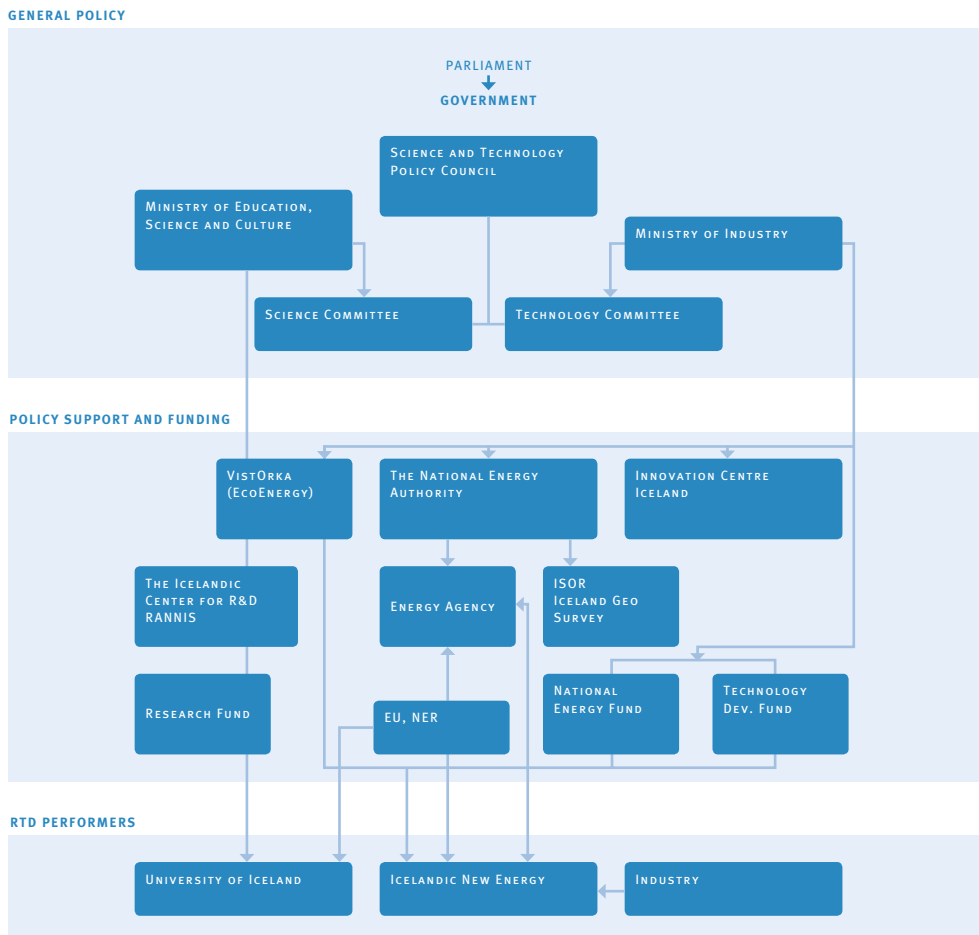 GENERAL POLICY
PARLIAMENT
GOVERNMENT
Science and Technology
Policy Council
Ministry of Education,
Science and Culture
Ministry of Industry
Science Committee
Technology Committee
POLICY SUPPORT AND FUNDING
VistOrka
(EcoEnergy)
The National Energy
Authority
Innovation Centre
Iceland
The Icelandic
Center for R&D
RANNIS
Energy Agency
ISOR
Iceland Geo
Survey
Research Fund
EU, NER
National
Energy Fund
Technology
Dev. Fund
RTD PERFORMERS
University of Iceland
Icelandic New Energy
Industry